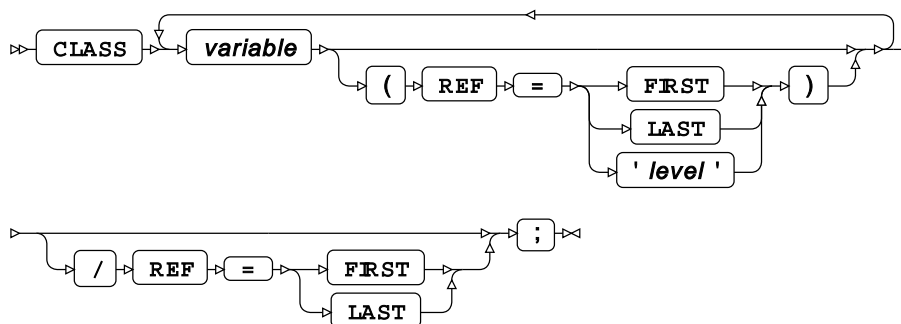 CLASS variable ( REF = FIRST )
LAST
' level '
/ REF = FIRST ;
LAST